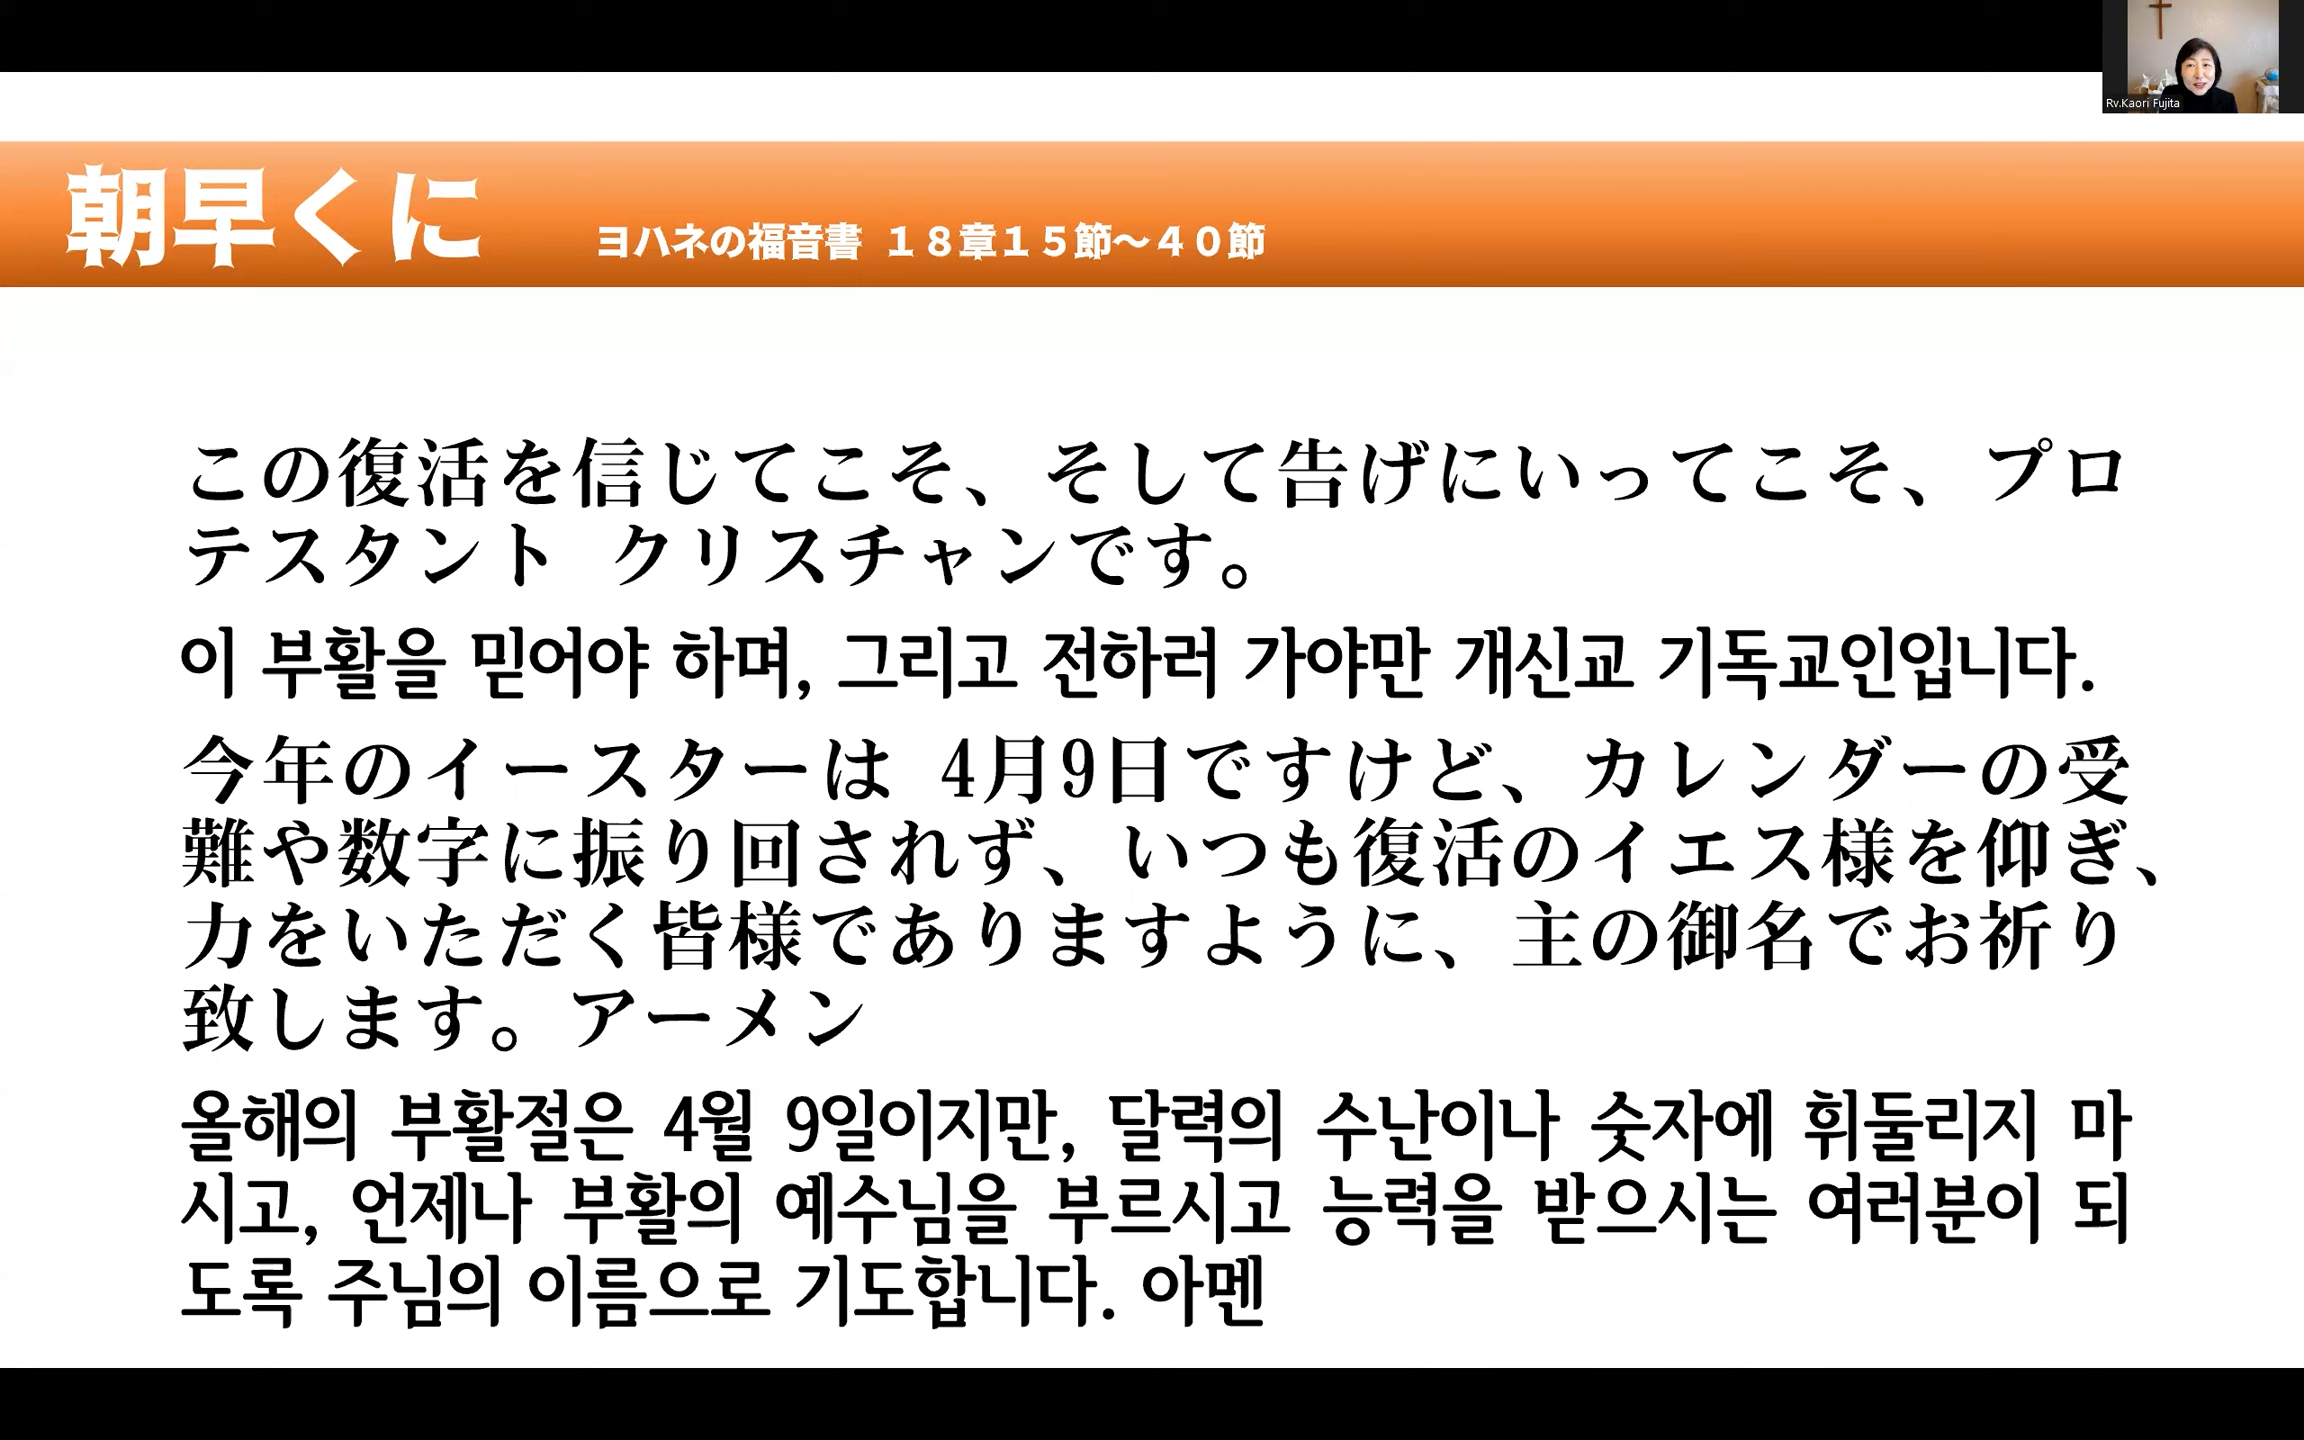 Rv.Kaori Fujita
朝早くに ヨハネの福音書 １８章１５節～４０節
この復活を信じてこそ、そして告げにいってこそ、プロ
テスタント クリスチャンです。
이 부활을 믿어야 하며, 그리고 전하러 가야만 개신교 기독교인입니다.
今年のイースターは 4月9日ですけど、カレンダーの受
難や数字に振り回されず、いつも復活のイエス様を仰ぎ、
力をいただく皆様でありますように、主の御名でお祈り
致します。アーメン
올해의 부활절은 4월 9일이지만, 달력의 수난이나 숫자에 휘둘리지 마
시고, 언제나 부활의 예수님을 부르시고 능력을 받으시는 여러분이 되
도록 주님의 이름으로 기도합니다. 아멘